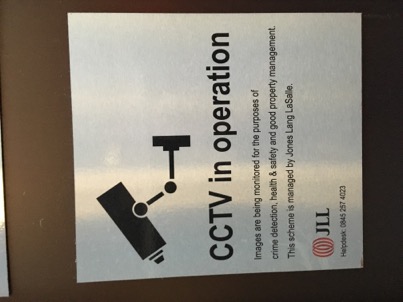 CCTV in operation
Images are being monitored for the purposes of
crime detection, health & safety and good property management.
This scheme is managed by Jones Lang LaSalle.
JLL
Helpdesk: 0845 257 4023